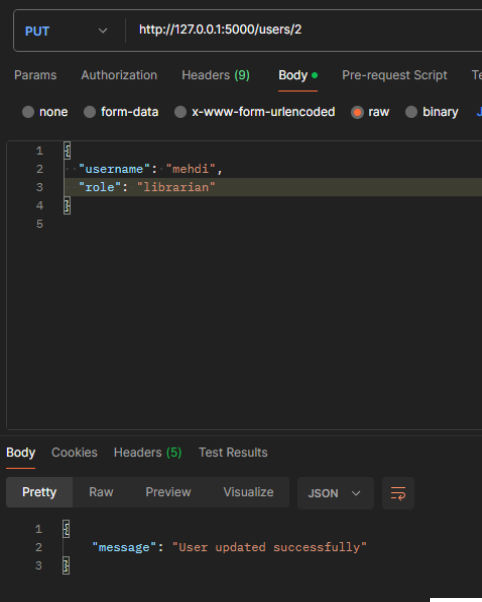 PUT http://127.0.0.1:5000/users/2
Params Authorization Headers (9) Body Pre-request Script
none form-data x-www-form-urlencoded raw binary
1 {
2 "username": "mehdi",
3 "role": "librarian"
4 }
5
Body Cookies Headers (5) Test Results
Pretty Raw Preview Visualize JSON
1 {
2 "message": "User updated successfully"
3 }